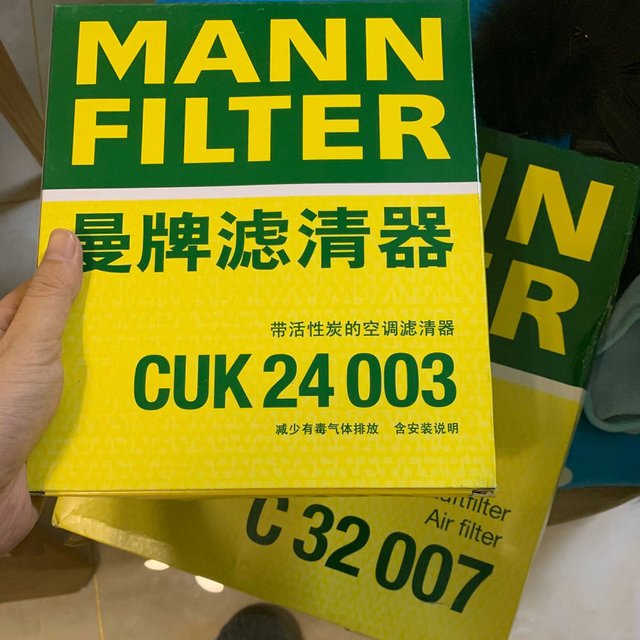 MANN
FILTER
曼牌滤清器
带活性炭的空调滤清器
CUK 24 003
减少有毒气体排放 含安装说明
Air filter
C 32 007